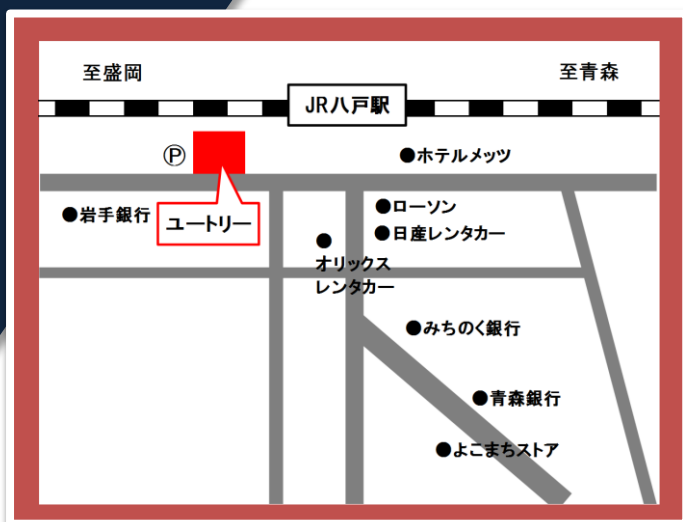 至盛岡
至青森
JR八戸駅
Ⓟ
●ホテルメッツ
●岩手銀行
ユートリー
●ローソン
●日産レンタカー
●
オリックス
レンタカー
●みちのく銀行
●青森銀行
●よこまちストア